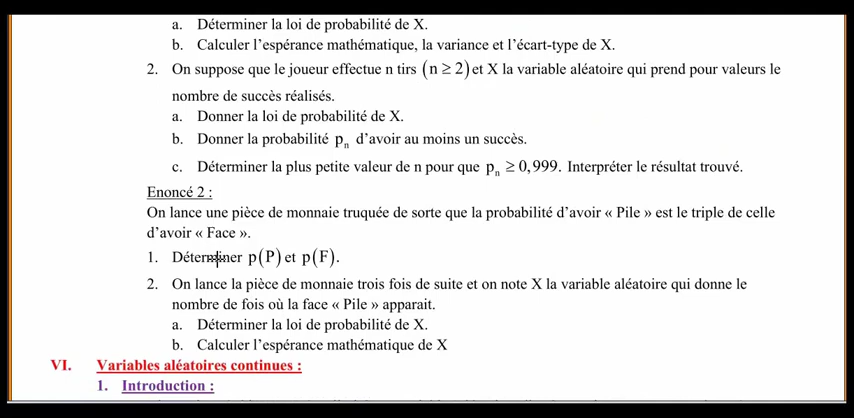 a. Déterminer la loi de probabilité de X.
b. Calculer l’espérance mathématique, la variance et l’écart-type de X.
2. On suppose que le joueur effectue n tirs (n ≥ 2) et X la variable aléatoire qui prend pour valeurs le
nombre de succès réalisés.
a. Donner la loi de probabilité de X.
b. Donner la probabilité pₙ d’avoir au moins un succès.
c. Déterminer la plus petite valeur de n pour que pₙ ≥ 0,999. Interpréter le résultat trouvé.
Enoncé 2 :
On lance une pièce de monnaie truquée de sorte que la probabilité d’avoir « Pile » est le triple de celle
d’avoir « Face ».
1. Déterminer p(P) et p(F).
2. On lance la pièce de monnaie trois fois de suite et on note X la variable aléatoire qui donne le
nombre de fois où la face « Pile » apparait.
a. Déterminer la loi de probabilité de X.
b. Calculer l’espérance mathématique de X
VI. Variables aléatoires continues :
1. Introduction :